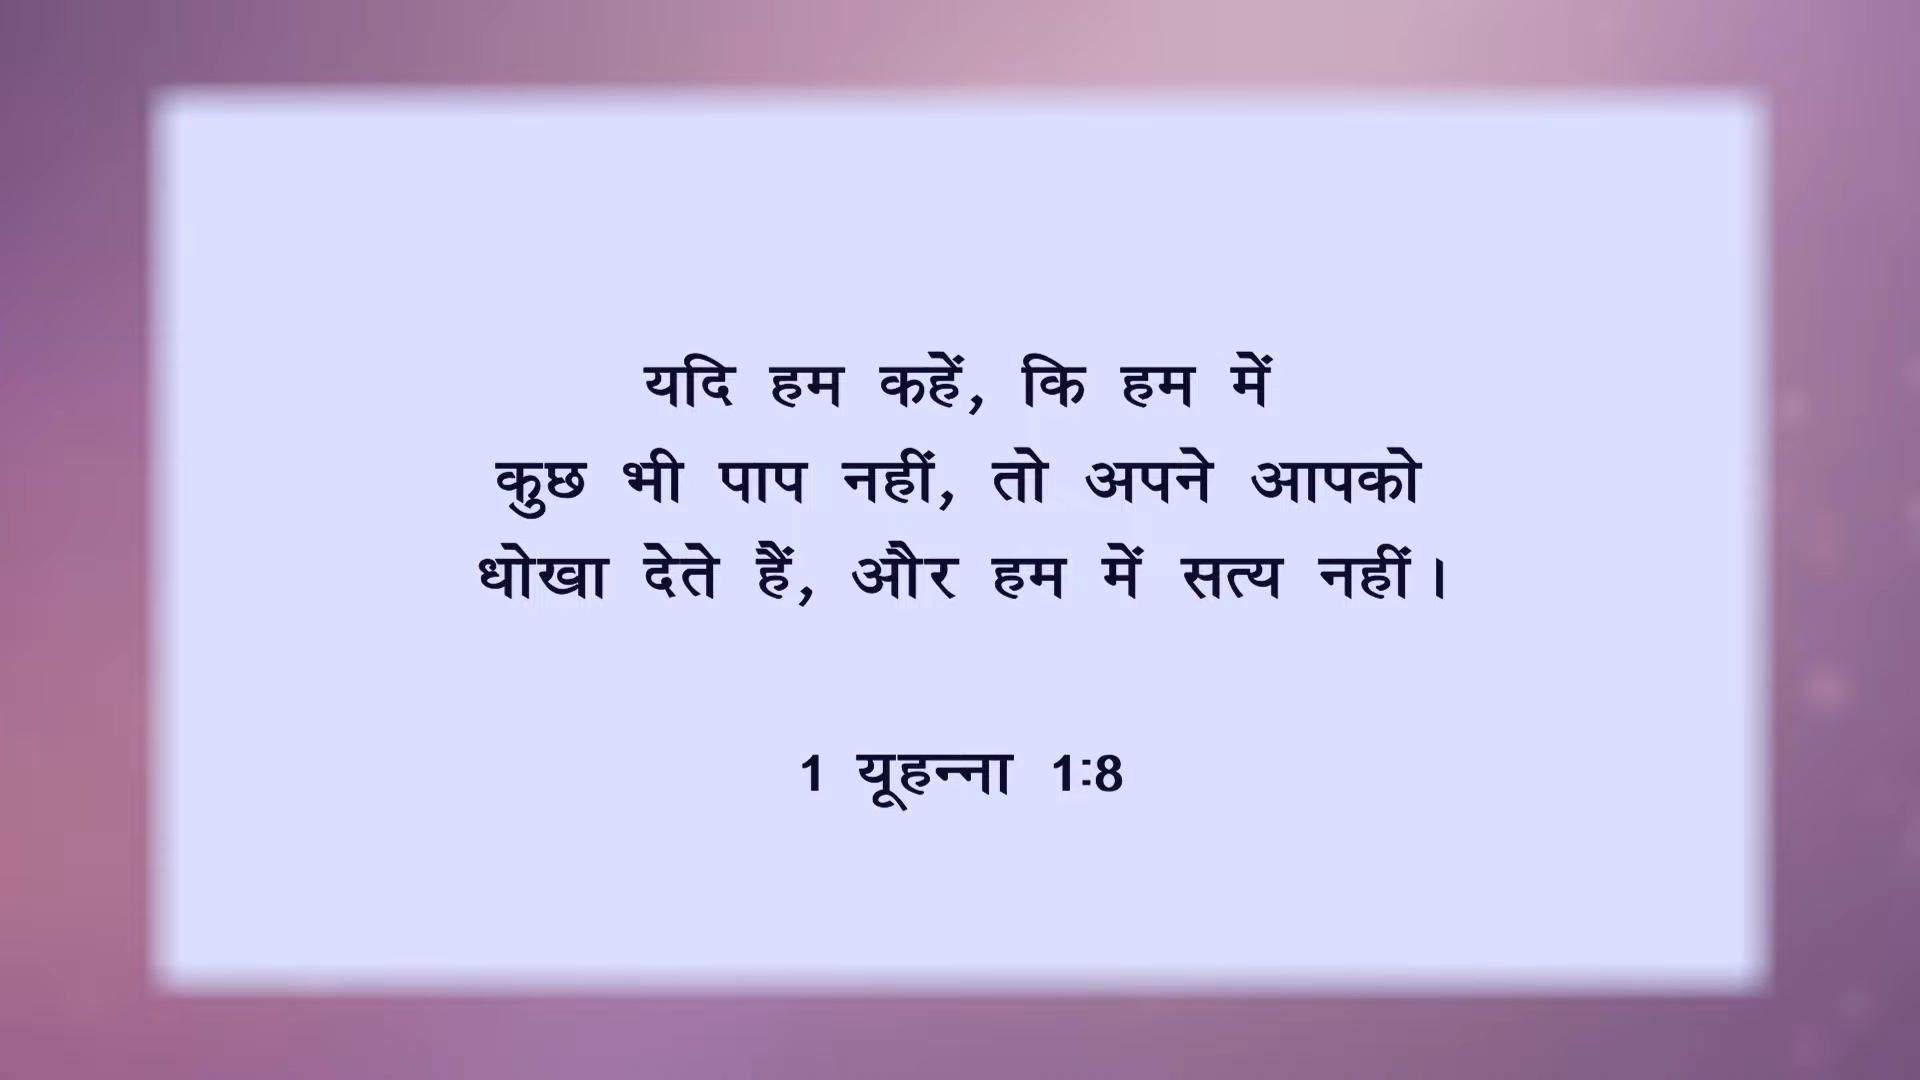 यदि हम कहें, कि हम में
कुछ भी पाप नहीं, तो अपने आपको
धोखा देते हैं, और हम में सत्य नहीं।
1 यूहन्ना 1:8